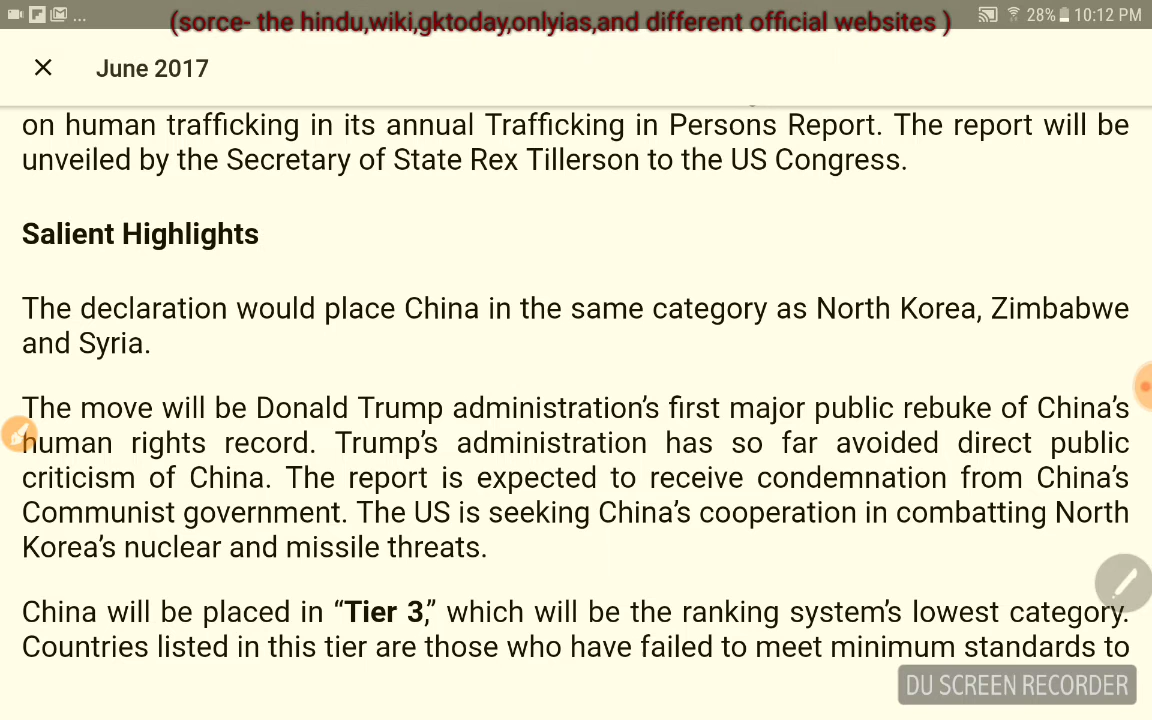 (sorce- the hindu,wiki,gktoday,onlyias,and different official websites )
... 28% 10:12 PM
× June 2017
on human trafficking in its annual Trafficking in Persons Report. The report will be
unveiled by the Secretary of State Rex Tillerson to the US Congress.
Salient Highlights
The declaration would place China in the same category as North Korea, Zimbabwe
and Syria.
The move will be Donald Trump administration’s first major public rebuke of China’s
human rights record. Trump’s administration has so far avoided direct public
criticism of China. The report is expected to receive condemnation from China’s
Communist government. The US is seeking China’s cooperation in combatting North
Korea’s nuclear and missile threats.
China will be placed in “Tier 3,” which will be the ranking system’s lowest category.
Countries listed in this tier are those who have failed to meet minimum standards to
DU SCREEN RECORDER